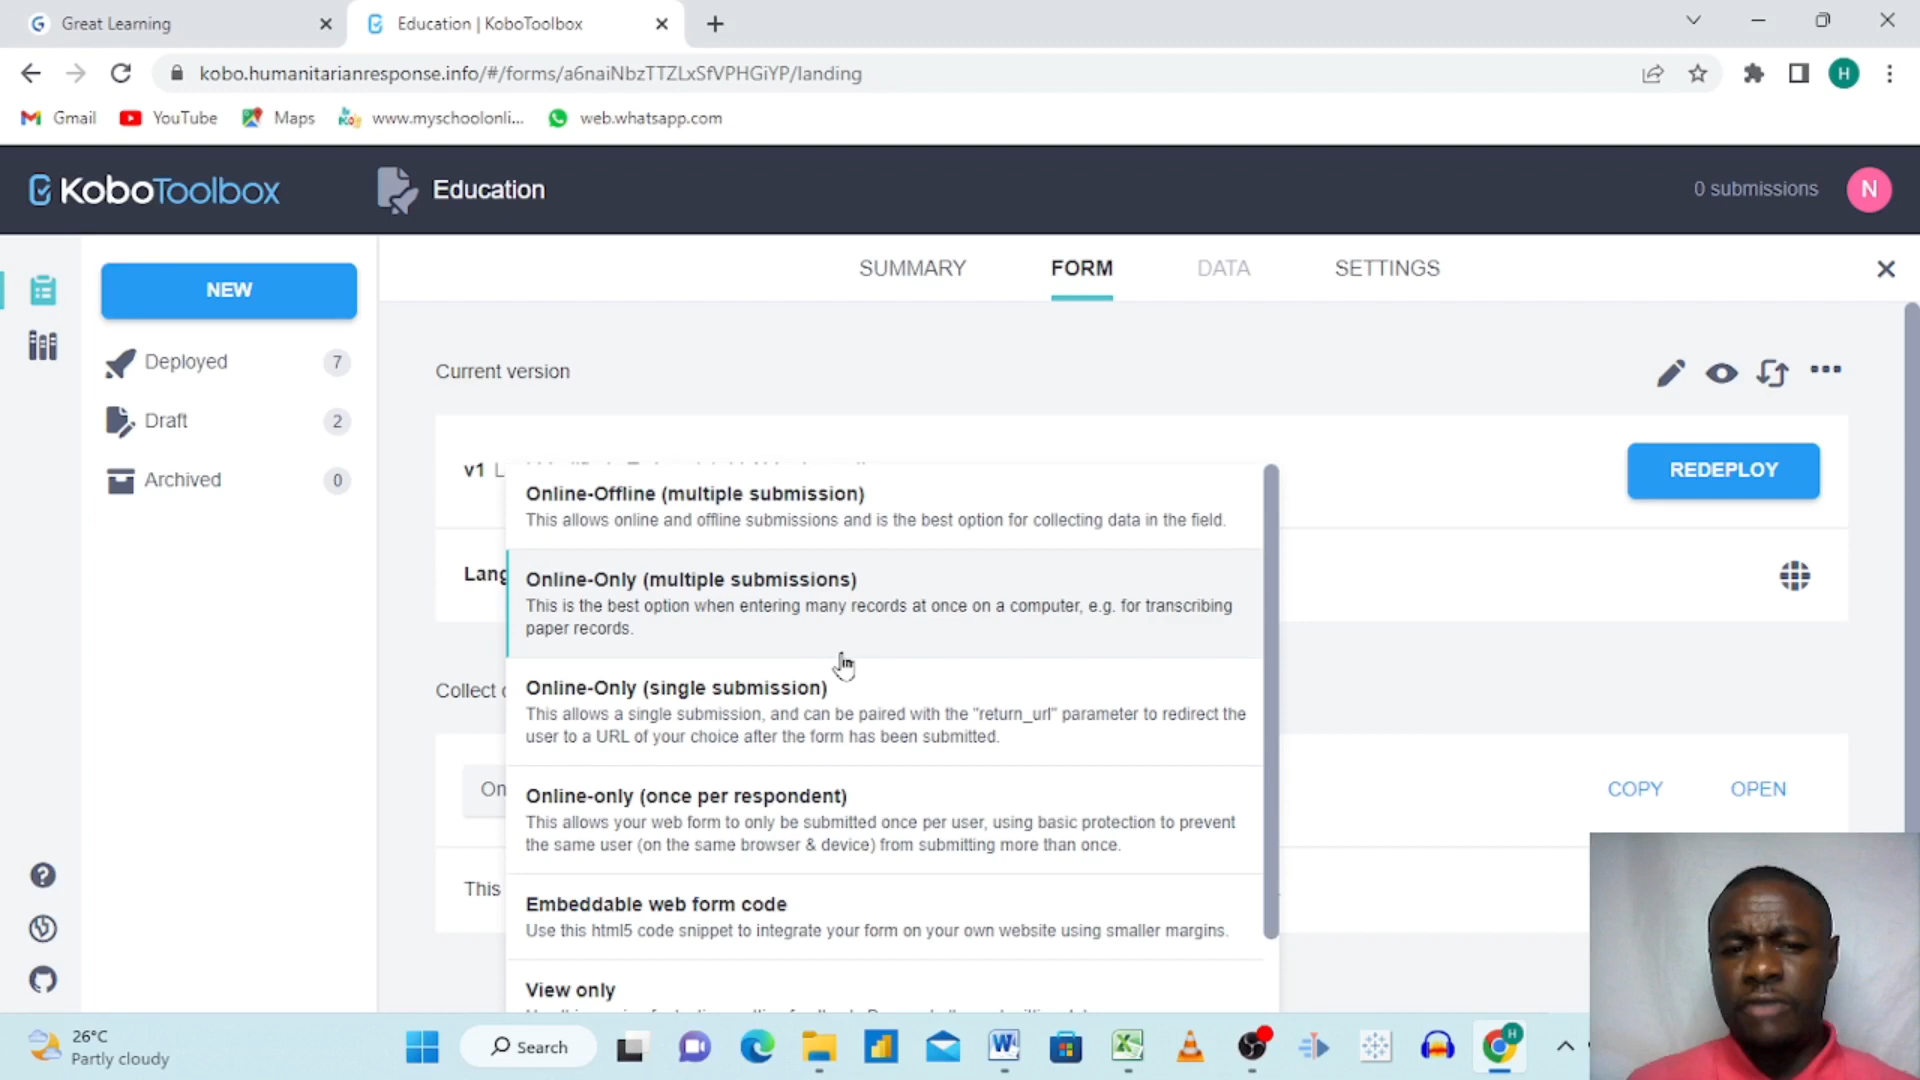 Great Learning
Education | KoboToolbox
kobo.humanitarianresponse.info/#/forms/a6naiNbzTTZLxSfVPHGiYP/landing
H
Gmail
YouTube
Maps
www.myschoolonli...
web.whatsapp.com
KoboToolbox
Education
0 submissions
N
NEW
Deployed 7
Draft 2
Archived 0
SUMMARY
FORM
DATA
SETTINGS
Current version
v1 L
REDEPLOY
Lang
Online-Offline (multiple submission)
This allows online and offline submissions and is the best option for collecting data in the field.
Online-Only (multiple submissions)
This is the best option when entering many records at once on a computer, e.g. for transcribing
paper records.
Collect
Online-Only (single submission)
This allows a single submission, and can be paired with the "return_url" parameter to redirect the
user to a URL of your choice after the form has been submitted.
On
COPY
OPEN
Online-only (once per respondent)
This allows your web form to only be submitted once per user, using basic protection to prevent
the same user (on the same browser & device) from submitting more than once.
This
Embeddable web form code
Use this html5 code snippet to integrate your form on your own website using smaller margins.
View only
26°C
Partly cloudy
Search
H